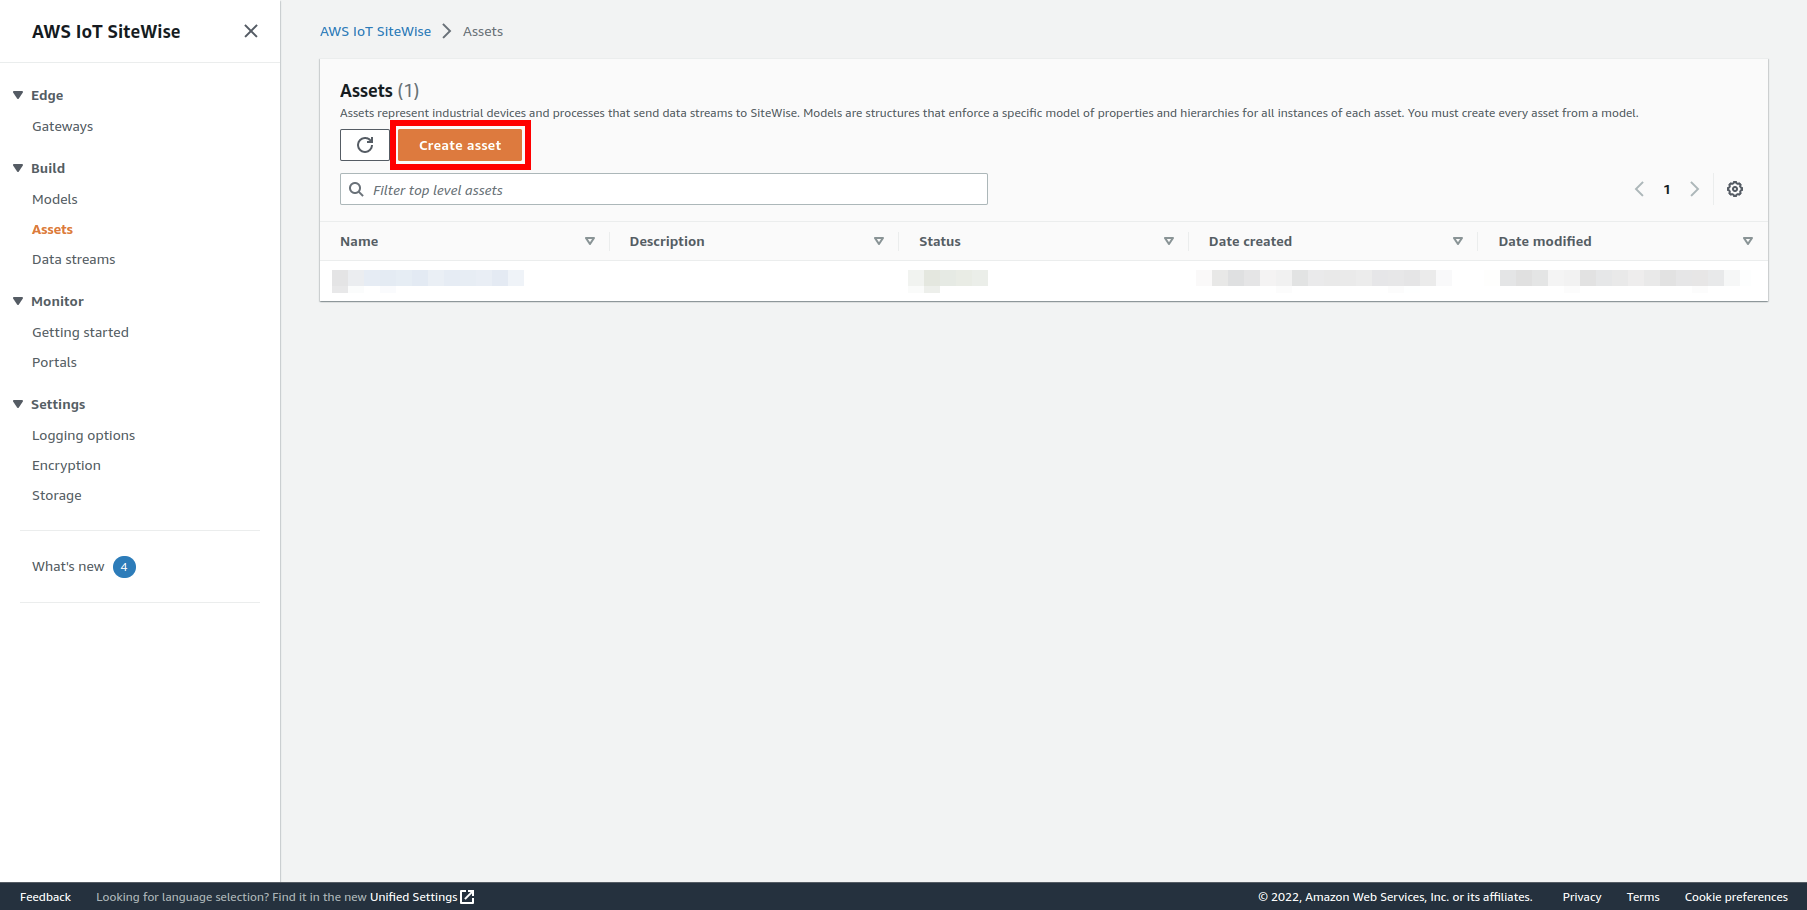 AWS IoT SiteWise
Edge
Gateways
Build
Models
Assets
Data streams
Monitor
Getting started
Portals
Settings
Logging options
Encryption
Storage
What's new 4
AWS IoT SiteWise > Assets
Assets (1)
Assets represent industrial devices and processes that send data streams to SiteWise. Models are structures that enforce a specific model of properties and hierarchies for all instances of each asset. You must create every asset from a model.
Create asset
Filter top level assets
1
Name Description Status Date created Date modified
Feedback Looking for language selection? Find it in the new Unified Settings © 2022, Amazon Web Services, Inc. or its affiliates. Privacy Terms Cookie preferences